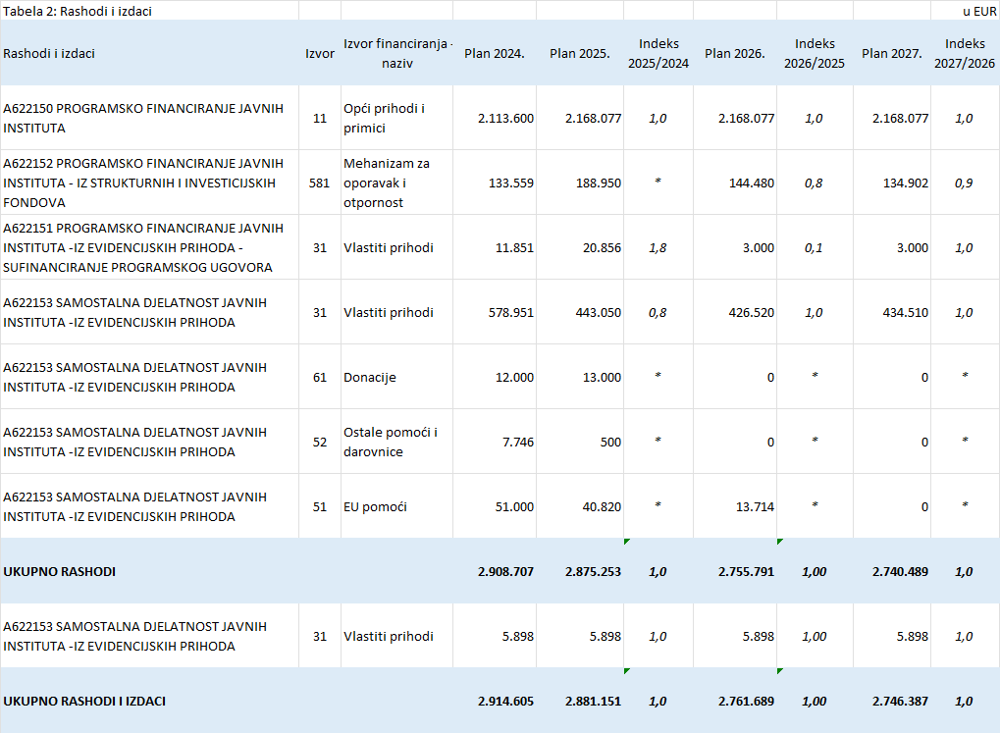 Tabela 2: Rashodi i izdaci u EUR
Rashodi i izdaci Izvor Izvor financiranja - naziv Plan 2024. Plan 2025. Indeks 2025/2024 Plan 2026. Indeks 2026/2025 Plan 2027. Indeks 2027/2026
A622150 PROGRAMSKO FINANCIRANJE JAVNIH
INSTITUTA 11 Opći prihodi i
primici 2.113.600 2.168.077 1,0 2.168.077 1,0 2.168.077 1,0
A622152 PROGRAMSKO FINANCIRANJE JAVNIH
INSTITUTA - IZ STRUKTURNIH I INVESTICIJSKIH
FONDOVA 581 Mehanizam za
oporavak i
otpornost 133.559 188.950 * 144.480 0,8 134.902 0,9
A622151 PROGRAMSKO FINANCIRANJE JAVNIH
INSTITUTA -IZ EVIDENCIJSKIH PRIHODA -
SUFINANCIRANJE PROGRAMSKOG UGOVORA 31 Vlastiti prihodi 11.851 20.856 1,8 3.000 0,1 3.000 1,0
A622153 SAMOSTALNA DJELATNOST JAVNIH
INSTITUTA -IZ EVIDENCIJSKIH PRIHODA 31 Vlastiti prihodi 578.951 443.050 0,8 426.520 1,0 434.510 1,0
A622153 SAMOSTALNA DJELATNOST JAVNIH
INSTITUTA -IZ EVIDENCIJSKIH PRIHODA 61 Donacije 12.000 13.000 * 0 * 0 *
A622153 SAMOSTALNA DJELATNOST JAVNIH
INSTITUTA -IZ EVIDENCIJSKIH PRIHODA 52 Ostale pomoći i
darovnice 7.746 500 * 0 * 0 *
A622153 SAMOSTALNA DJELATNOST JAVNIH
INSTITUTA -IZ EVIDENCIJSKIH PRIHODA 51 EU pomoći 51.000 40.820 * 13.714 * 0 *
UKUPNO RASHODI 2.908.707 2.875.253 1,0 2.755.791 1,00 2.740.489 1,0
A622153 SAMOSTALNA DJELATNOST JAVNIH
INSTITUTA -IZ EVIDENCIJSKIH PRIHODA 31 Vlastiti prihodi 5.898 5.898 1,0 5.898 1,00 5.898 1,0
UKUPNO RASHODI I IZDACI 2.914.605 2.881.151 1,0 2.761.689 1,00 2.746.387 1,0